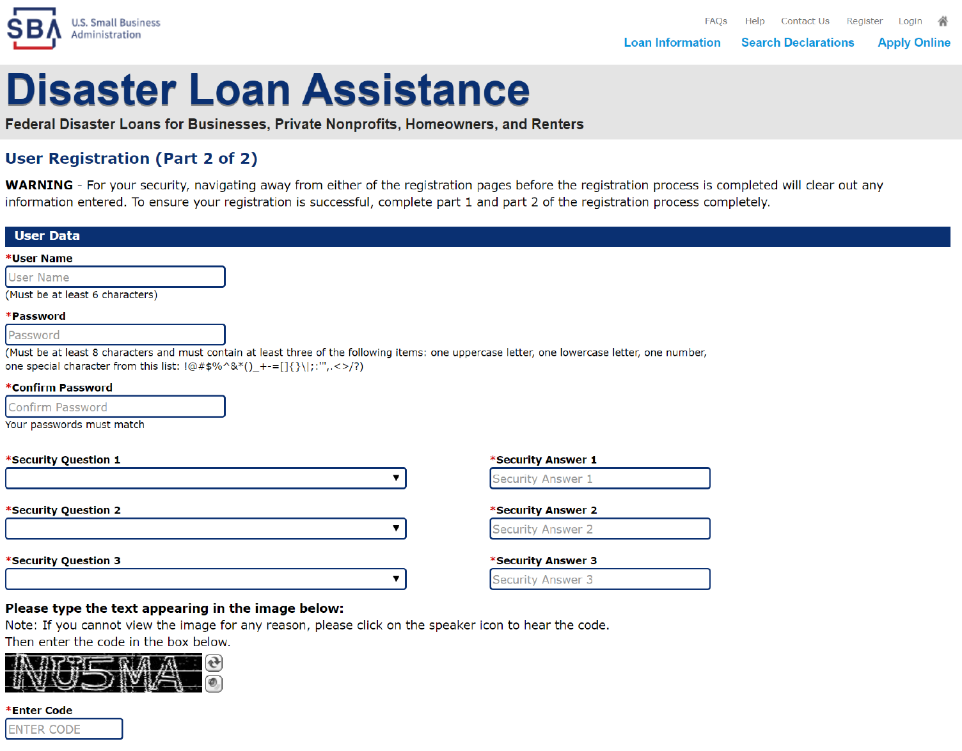 SBA U.S. Small Business
Administration
FAQs Help Contact Us Register Login
Loan Information Search Declarations Apply Online
Disaster Loan Assistance
Federal Disaster Loans for Businesses, Private Nonprofits, Homeowners, and Renters
User Registration (Part 2 of 2)
WARNING - For your security, navigating away from either of the registration pages before the registration process is completed will clear out any
information entered. To ensure your registration is successful, complete part 1 and part 2 of the registration process completely.
User Data
*User Name
User Name
(Must be at least 6 characters)
*Password
Password
(Must be at least 8 characters and must contain at least three of the following items: one uppercase letter, one lowercase letter, one number,
one special character from this list: !@#$%^&*()_+-=[]{}\|;:'",.<>/?)
*Confirm Password
Confirm Password
Your passwords must match
*Security Question 1 *Security Answer 1
Security Answer 1
*Security Question 2 *Security Answer 2
Security Answer 2
*Security Question 3 *Security Answer 3
Security Answer 3
Please type the text appearing in the image below:
Note: If you cannot view the image for any reason, please click on the speaker icon to hear the code.
Then enter the code in the box below.
NU5MA
*Enter Code
ENTER CODE